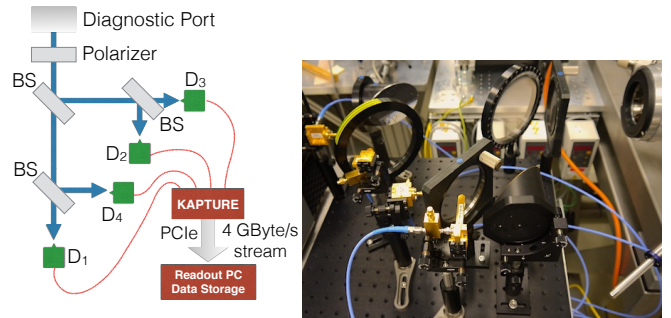 Diagnostic Port
Polarizer
BS
D3
BS
D2
BS
D4
KAPTURE
PCIe
4 GByte/s
stream
D1
Readout PC
Data Storage